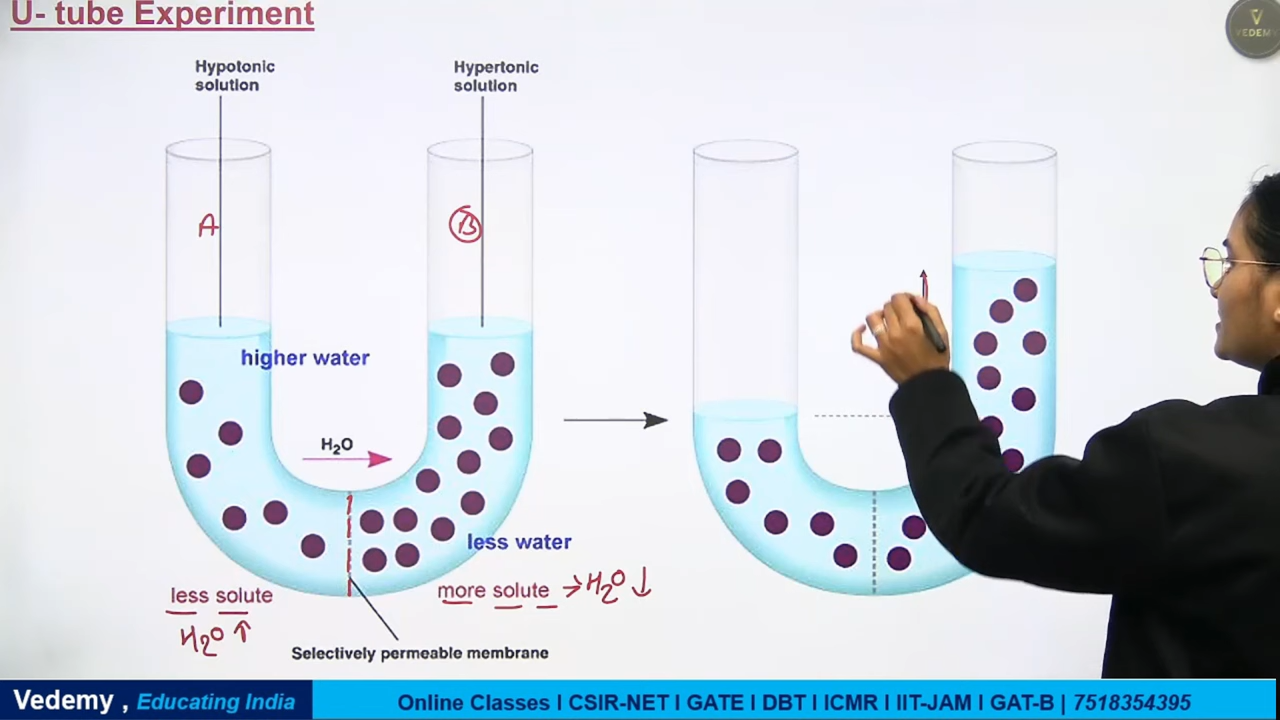 U- tube Experiment
VEDEMY
Hypotonic
solution
Hypertonic
solution
A
B
higher water
H₂O
less water
less solute
H₂O ↑
more solute → H₂O ↓
Selectively permeable membrane
Vedemy , Educating India
Online Classes I CSIR-NET I GATE I DBT I ICMR I IIT-JAM I GAT-B | 7518354395